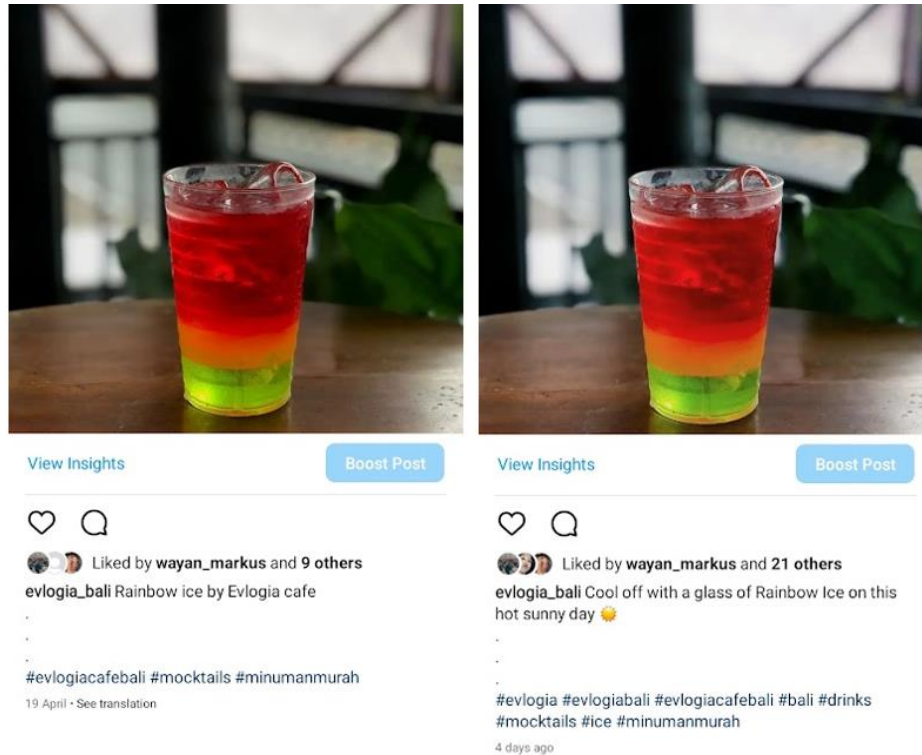 View Insights
Boost Post
Liked by wayan_markus and 9 others
evlogia_bali Rainbow ice by Evlogia cafe
.
.
.
#evlogiacafebali #mocktails #minumanmurah
19 April • See translation
View Insights
Boost Post
Liked by wayan_markus and 21 others
evlogia_bali Cool off with a glass of Rainbow Ice on this
hot sunny day ☀️
.
.
.
#evlogia #evlogiabali #evlogiacafebali #bali #drinks
#mocktails #ice #minumanmurah
4 days ago